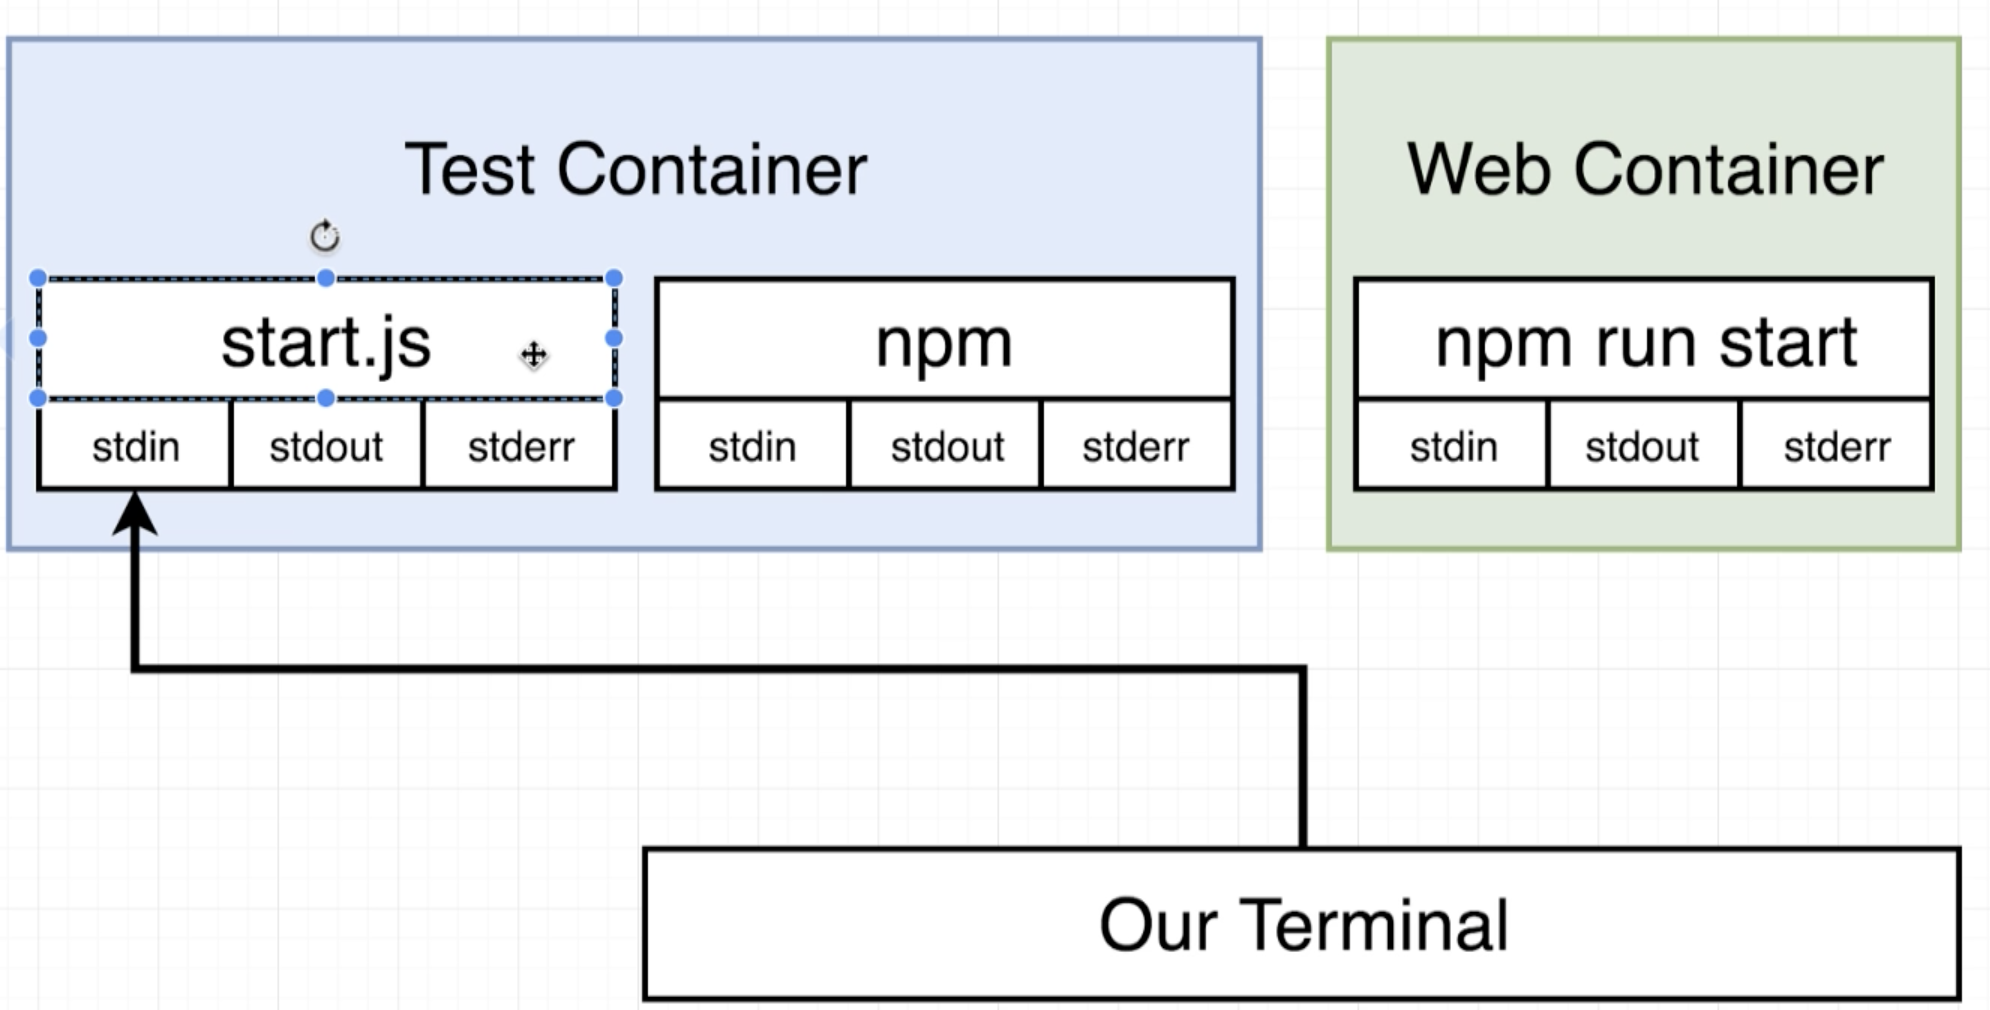 Test Container
start.js
stdin
stdout
stderr
npm
stdin
stdout
stderr
Web Container
npm run start
stdin
stdout
stderr
Our Terminal